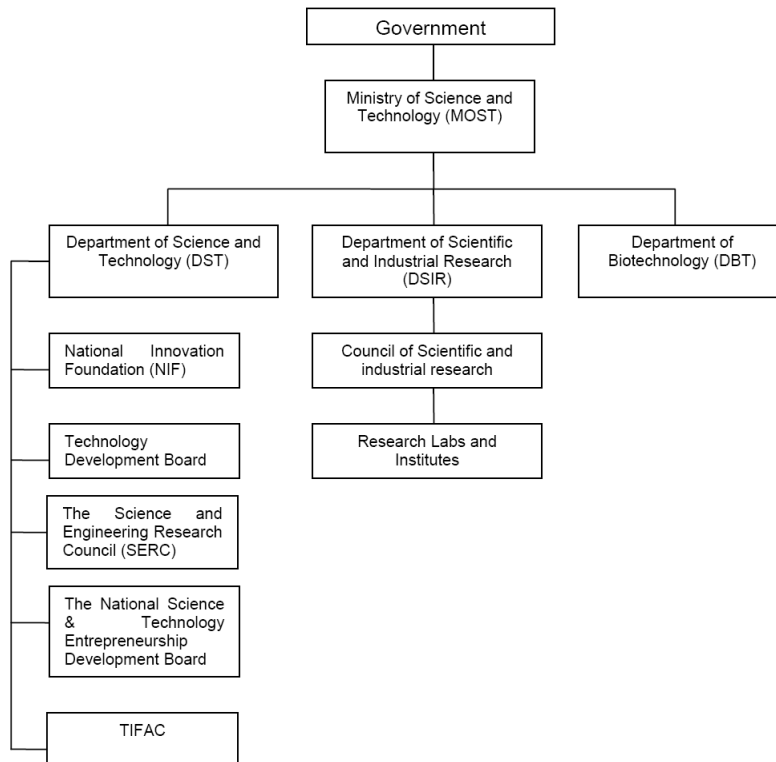 Government
Ministry of Science and
Technology (MOST)
Department of Science and
Technology (DST)
Department of Scientific
and Industrial Research
(DSIR)
Department of
Biotechnology (DBT)
National Innovation
Foundation (NIF)
Council of Scientific and
industrial research
Technology
Development Board
Research Labs and
Institutes
The Science and
Engineering Research
Council (SERC)
The National Science
& Technology
Entrepreneurship
Development Board
TIFAC